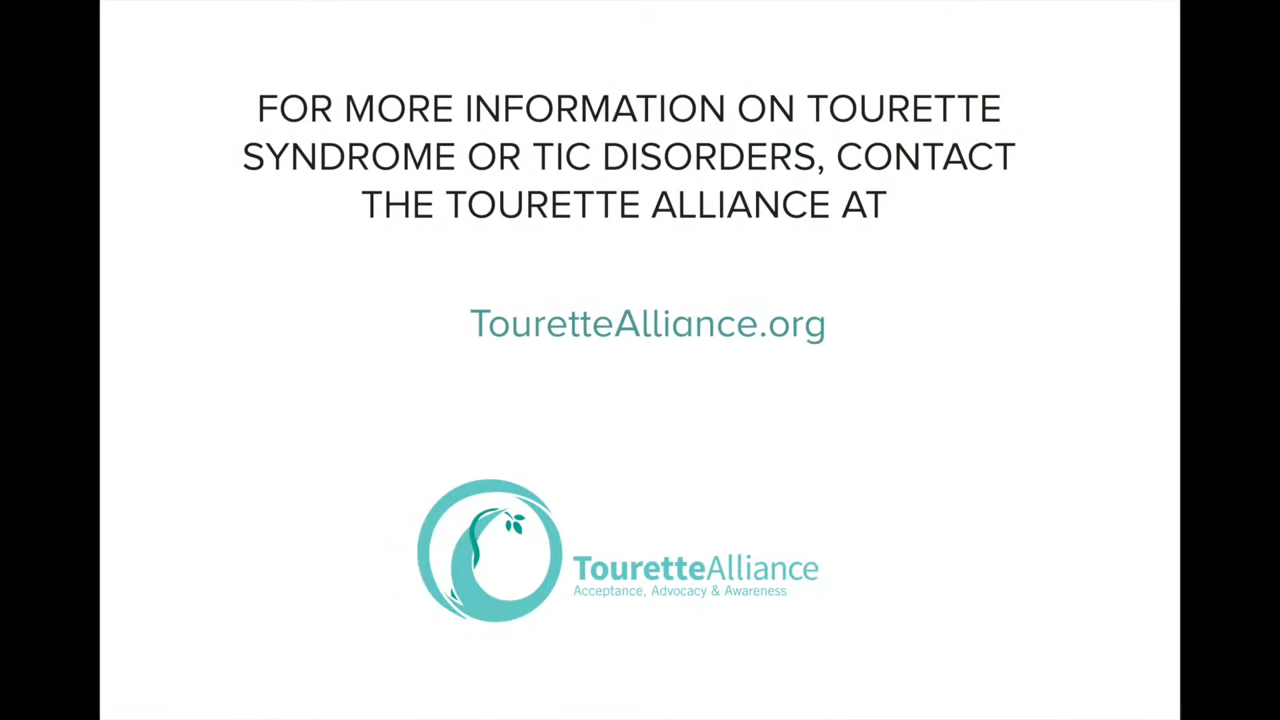 FOR MORE INFORMATION ON TOURETTE
SYNDROME OR TIC DISORDERS, CONTACT
THE TOURETTE ALLIANCE AT
TouretteAlliance.org
TouretteAlliance
Acceptance, Advocacy & Awareness